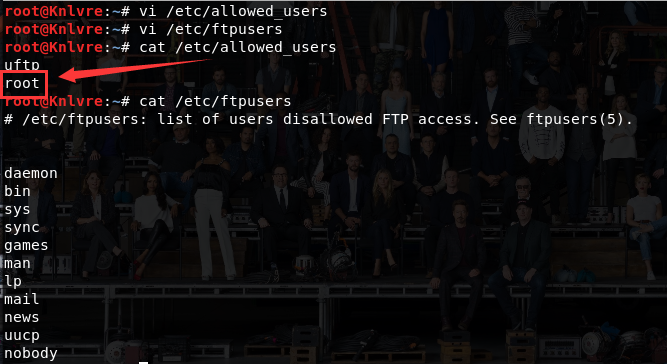 root@Knlvre:~# vi /etc/allowed_users
root@Knlvre:~# vi /etc/ftpusers
root@Knlvre:~# cat /etc/allowed_users
uftp
root
root@Knlvre:~# cat /etc/ftpusers
# /etc/ftpusers: list of users disallowed FTP access. See ftpusers(5).
daemon
bin
sys
sync
games
man
lp
mail
news
uucp
nobody